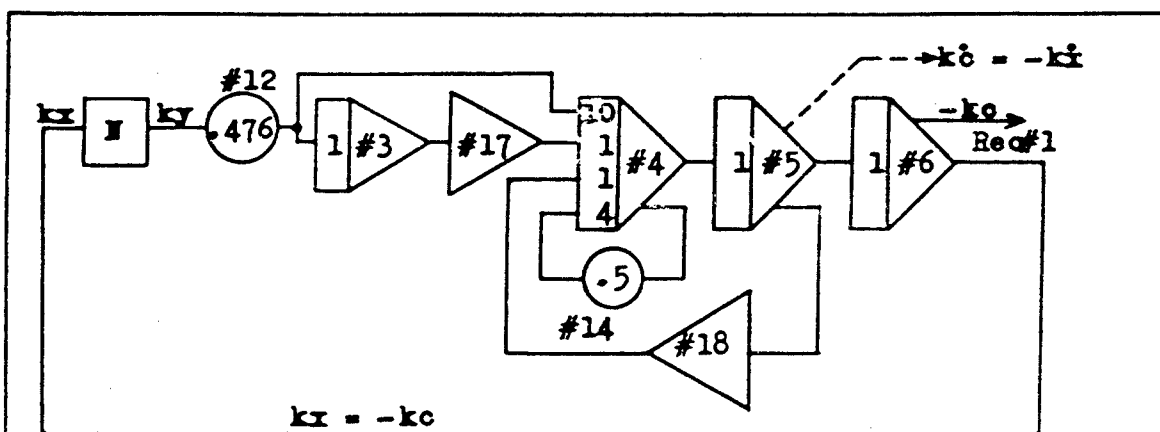 #12
kċ = -kẋ
kx
N
ky
.476
1
#3
#17
10
1
1
4
#4
1
#5
1
#6
-kc
Rec#1
.5
#14
#18
kx = -kc